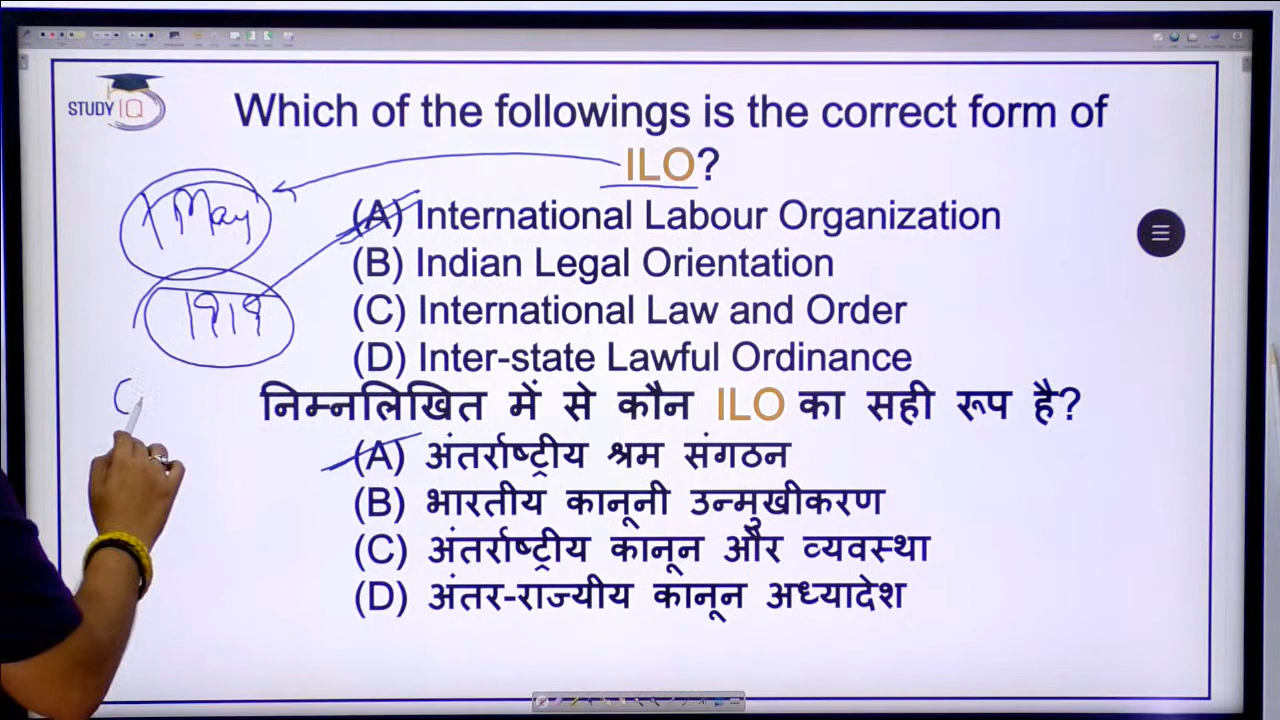 STUDY IQ
Which of the followings is the correct form of
ILO?
1 May
(A) International Labour Organization
(B) Indian Legal Orientation
1919
(C) International Law and Order
(D) Inter-state Lawful Ordinance
निम्नलिखित में से कौन ILO का सही रूप है?
(A) अंतर्राष्ट्रीय श्रम संगठन
(B) भारतीय कानूनी उन्मुखीकरण
(C) अंतर्राष्ट्रीय कानून और व्यवस्था
(D) अंतर-राज्यीय कानून अध्यादेश